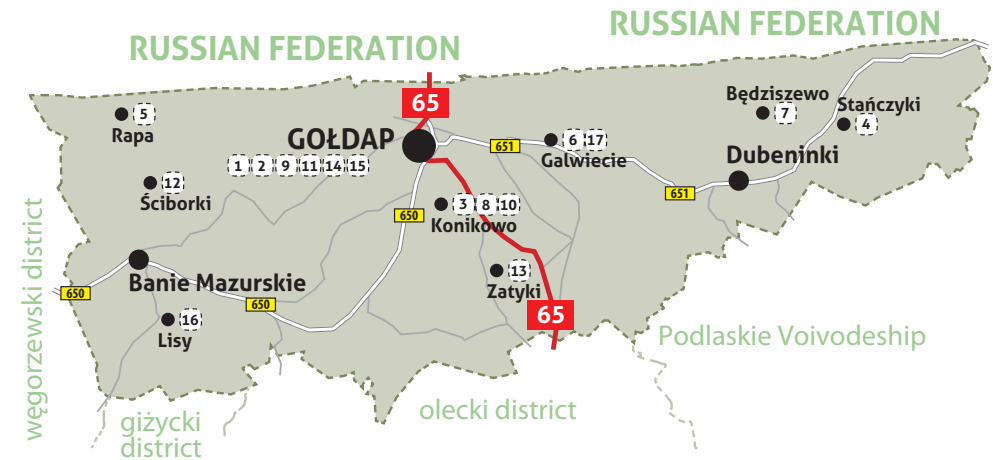 RUSSIAN FEDERATION
RUSSIAN FEDERATION
65
5
Rapa
GOŁDAP
1 2 9 11 14 15
651
6 17
Galwiecie
Będziszewo
7
Stańczyki
4
Dubeninki
651
12
Ściborki
650
3 8 10
Konikowo
13
Zatyki
65
Banie Mazurskie
650
650
16
Lisy
węgorzewski district
giżycki
district
olecki district
Podlaskie Voivodeship